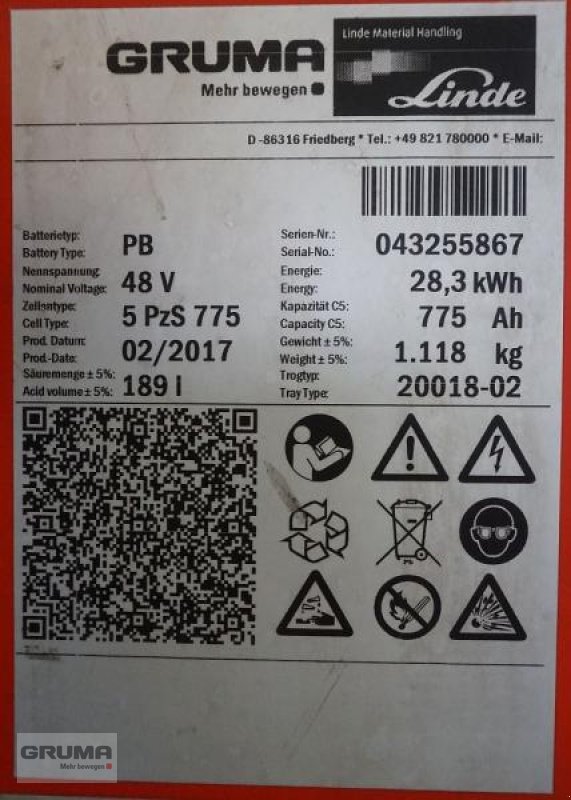 GRUMA
Mehr bewegen
Linde Material Handling
Linde
D -86316 Friedberg * Tel.: +49 821 780000 * E-Mail:
Batterietyp:
Battery Type: PB
Nennspannung
Nominal Voltage: 48 V
Zellentype:
Cell Type: 5 PzS 775
Prod. Datum:
Prod.-Date: 02/2017
Säuremenge ± 5%:
Acid volume ± 5%: 189 l
Serien-Nr.:
Serial-No.: 043255867
Energie:
Energy: 28,3 kWh
Kapazität C5:
Capacity C5: 775 Ah
Gewicht ± 5%:
Weight ± 5%: 1.118 kg
Trogtyp:
Tray Type: 20018-02
Pb
GRUMA
Mehr bewegen